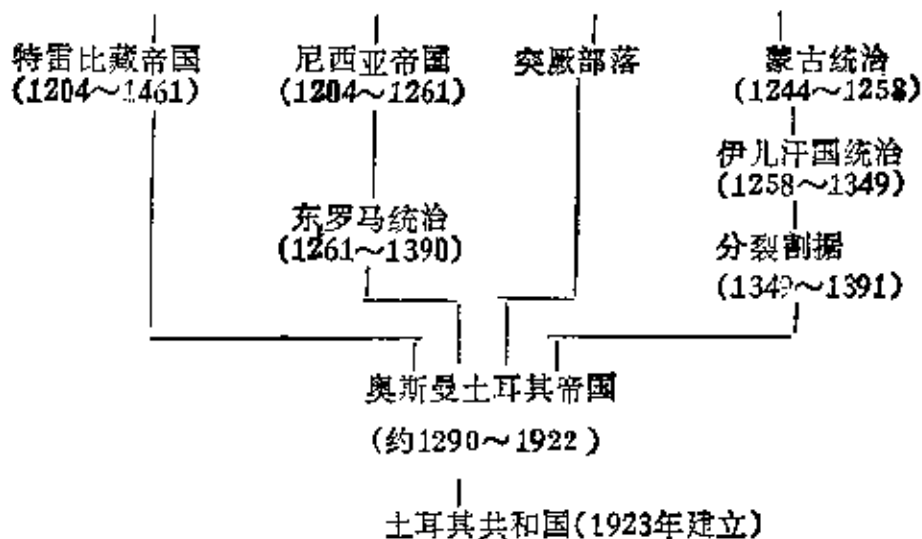 特雷比藏帝国
(1204～1461)
尼西亚帝国
(1204～1261)
突厥部落
蒙古统治
(1244～1258)
伊儿汗国统治
(1258～1349)
东罗马统治
(1261～1390)
分裂割据
(1349～1391)
奥斯曼土耳其帝国
(约1290～1922)
土耳其共和国(1923年建立)